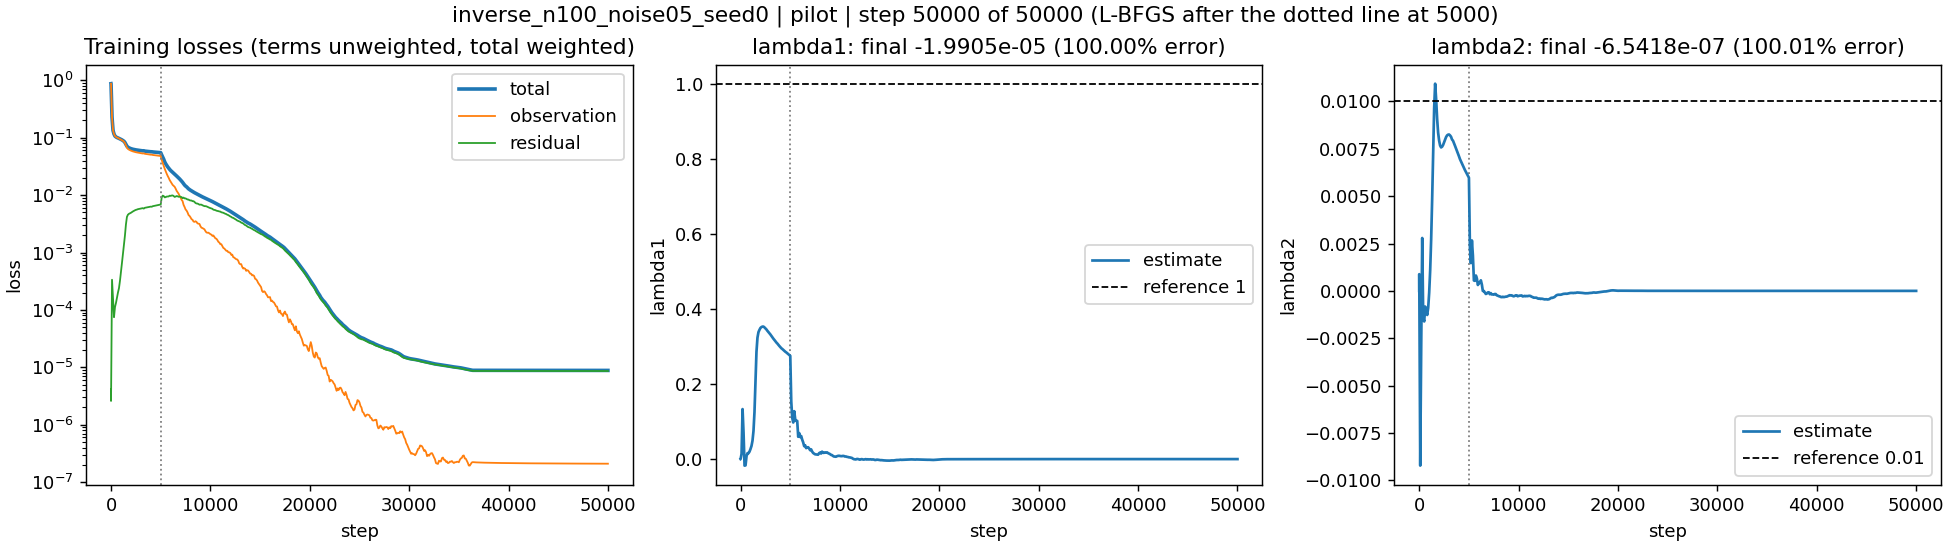 inverse_n100_noise05_seed0 | pilot | step 50000 of 50000 (L-BFGS after the dotted line at 5000)
Training losses (terms unweighted, total weighted)
10⁰
10⁻¹
10⁻²
10⁻³
10⁻⁴
10⁻⁵
10⁻⁶
10⁻⁷
loss
total
observation
residual
0
10000
20000
30000
40000
50000
step
lambda1: final -1.9905e-05 (100.00% error)
1.0
0.8
0.6
0.4
0.2
0.0
lambda1
estimate
reference 1
0
10000
20000
30000
40000
50000
step
lambda2: final -6.5418e-07 (100.01% error)
0.0100
0.0075
0.0050
0.0025
0.0000
−0.0025
−0.0050
−0.0075
−0.0100
lambda2
estimate
reference 0.01
0
10000
20000
30000
40000
50000
step